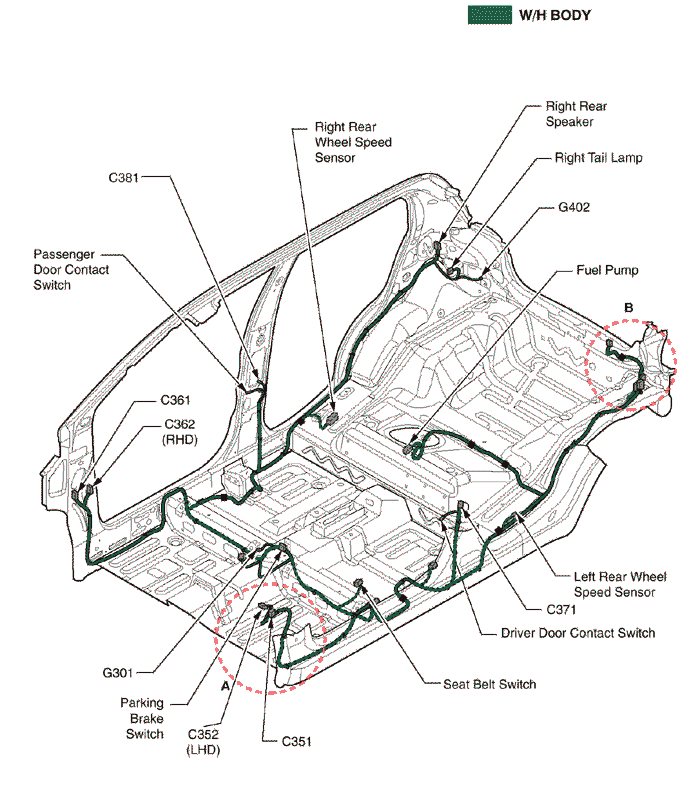 W/H BODY
Right Rear
Speaker
Right Rear
Wheel Speed
Sensor
Right Tail Lamp
C381
G402
Passenger
Door Contact
Switch
Fuel Pump
B
C361
C362
(RHD)
Left Rear Wheel
Speed Sensor
C371
Driver Door Contact Switch
G301
A
Seat Belt Switch
Parking
Brake
Switch
C352
(LHD)
C351